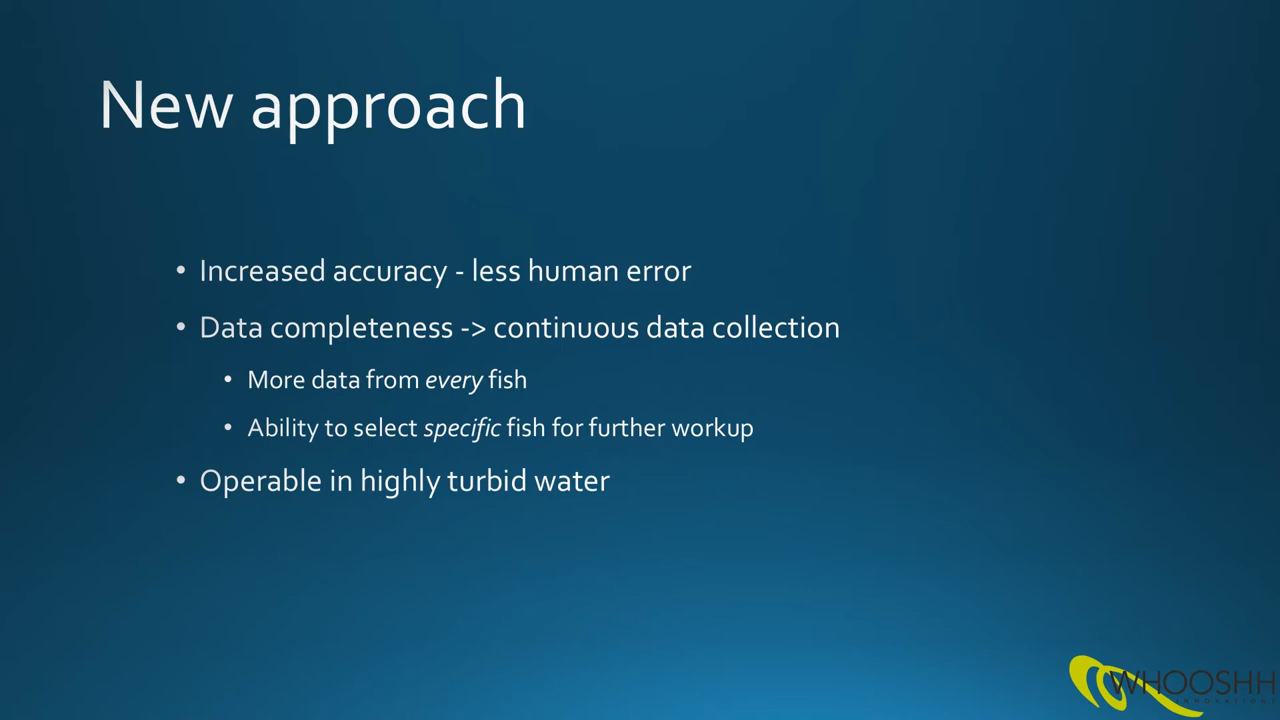 New approach
• Increased accuracy - less human error
• Data completeness -> continuous data collection
• More data from every fish
• Ability to select specific fish for further workup
• Operable in highly turbid water
WHOOSHH
INNOVATIONS